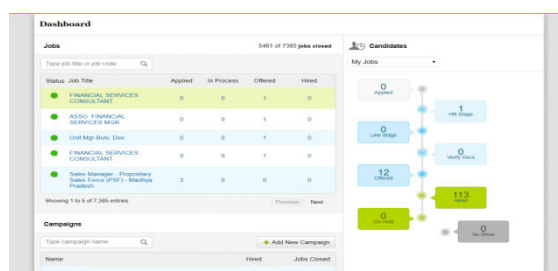 Dashboard
Jobs
5461 of 7385 jobs closed
Type job title or job code
Status Job Title Applied In Process Offered Hired
FINANCIAL SERVICES
CONSULTANT
0 0 1 0
ASSO. FINANCIAL
SERVICES MGR
0 0 1 0
Unit Mgr-Busi. Dev
0 0 1 0
FINANCIAL SERVICES
CONSULTANT
0 0 1 0
Sales Manager - Proprietary
Sales Force (PSF) - Madhya
Pradesh
3 0 0 0
Showing 1 to 5 of 7,385 entries
Previous Next
Campaigns
Type campaign name
Add New Campaign
Name Hired Jobs Closed
Candidates
My Jobs
0
Applied
1
HR Stage
0
Line Stage
0
Verify Docs
12
Offered
113
Hired
0
On Hold
0
No Show